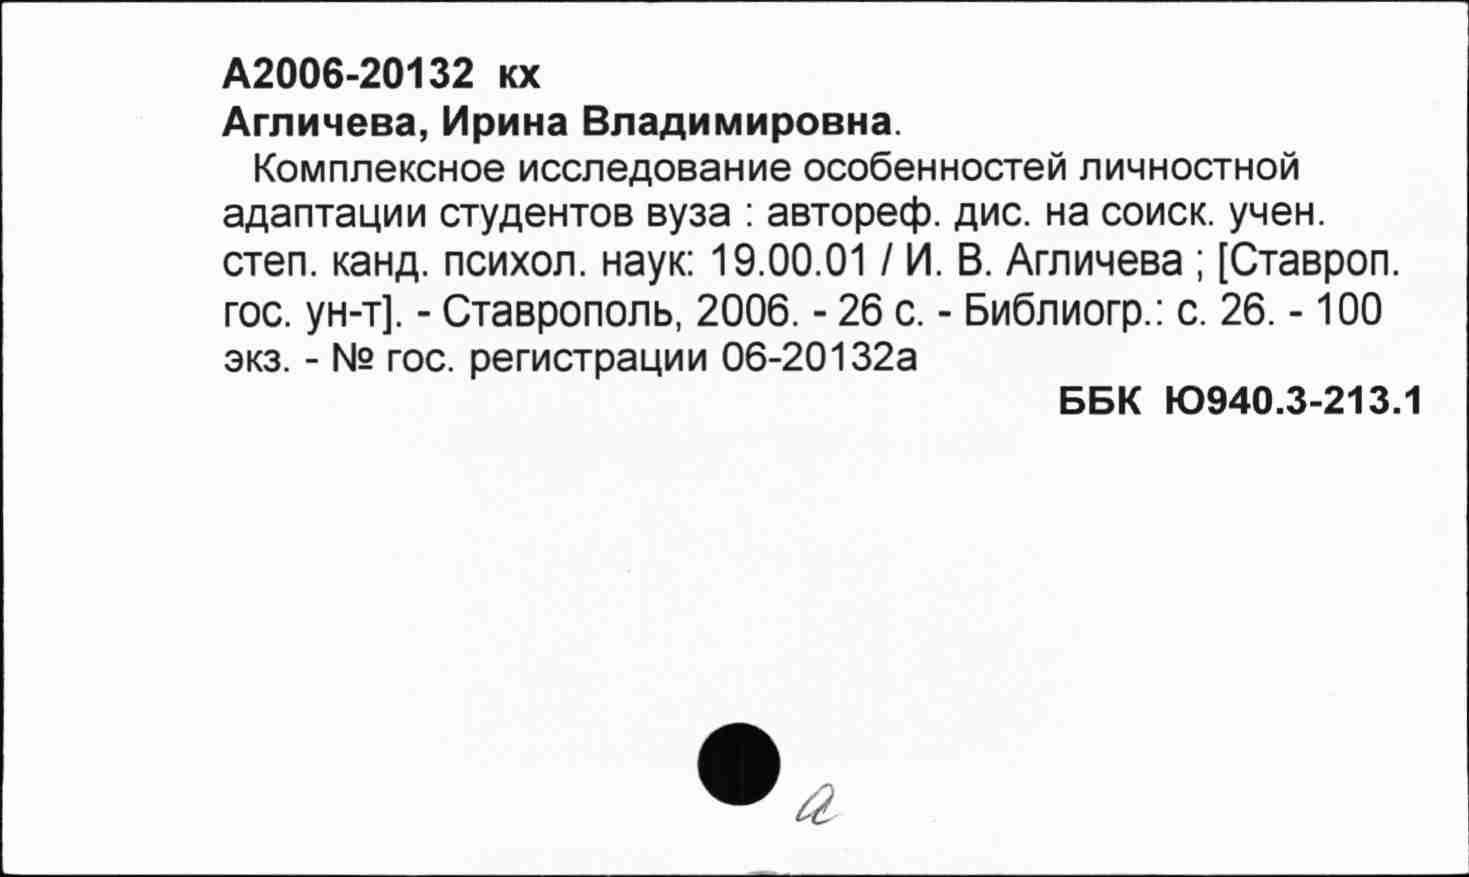 А2006-20132 кх
Агличева, Ирина Владимировна.
Комплексное исследование особенностей личностной
адаптации студентов вуза : автореф. дис. на соиск. учен.
степ. канд. психол. наук: 19.00.01 / И. В. Агличева ; [Ставроп.
гос. ун-т]. - Ставрополь, 2006. - 26 с. - Библиогр.: с. 26. - 100
экз. - № гос. регистрации 06-20132а
ББК Ю940.3-213.1
а